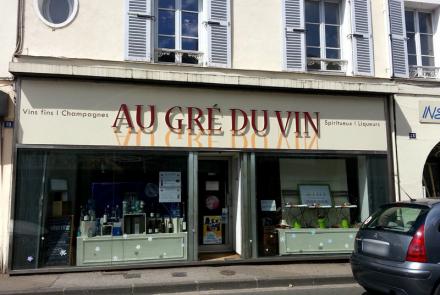 Vins fins | Champagnes
AU GRÉ DU VIN
Spiritueux | Liqueurs